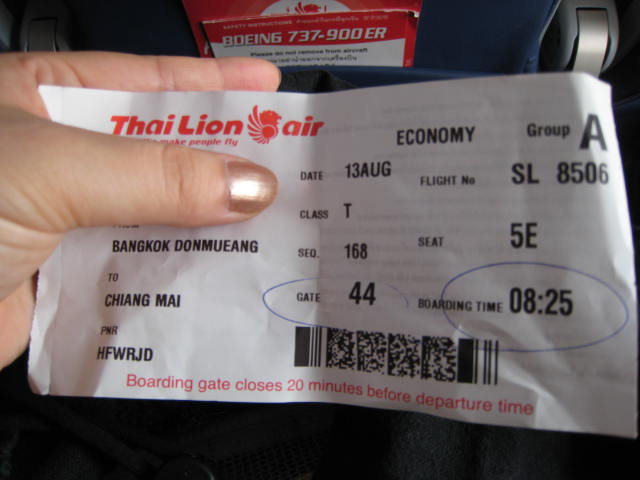 SAFETY INSTRUCTIONS
BOEING 737-900ER
Please do not remove from aircraft
Thai Lion air
make people fly
ECONOMY Group A
DATE 13AUG FLIGHT No SL 8506
CLASS T
BANGKOK DONMUEANG SEQ. 168 SEAT 5E
TO
CHIANG MAI GATE 44 BOARDING TIME 08:25
PNR
HFWRJD
Boarding gate closes 20 minutes before departure time